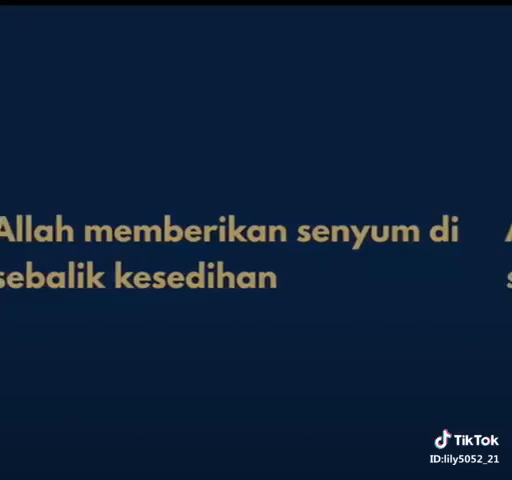 Allah memberikan senyum di
sebalik kesedihan
TikTok
ID:lily5052_21